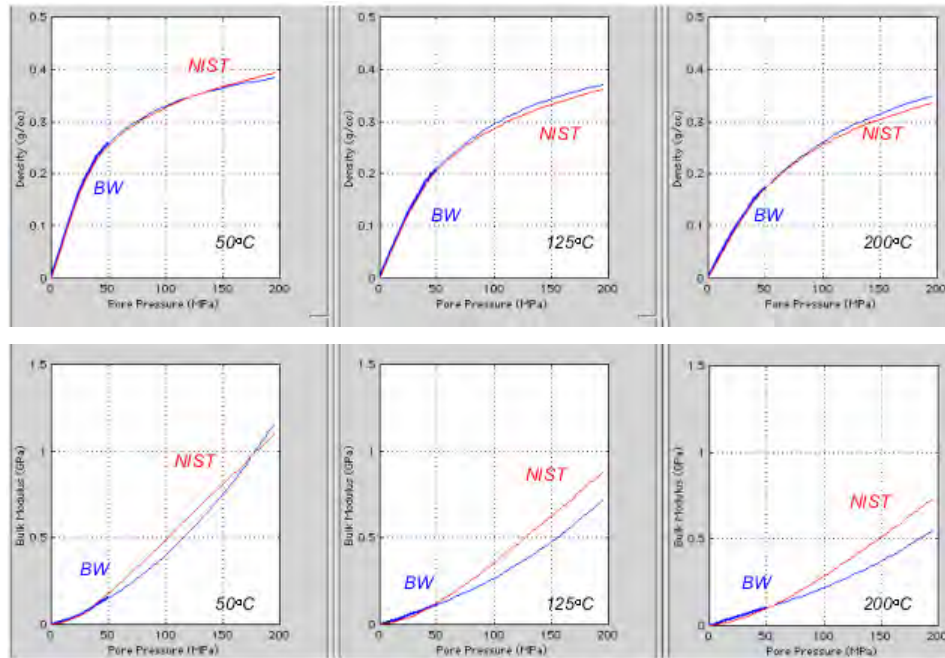 0.5
0.4
0.3
0.2
0.1
0
Density (g/cc)
NIST
BW
50°C
0 50 100 150 200
Pore Pressure (MPa)
0.5
0.4
0.3
0.2
0.1
0
Density (g/cc)
NIST
BW
125°C
0 50 100 150 200
Pore Pressure (MPa)
0.5
0.4
0.3
0.2
0.1
0
Density (g/cc)
NIST
BW
200°C
0 50 100 150 200
Pore Pressure (MPa)
1.5
1
0.5
0
Bulk Modulus (GPa)
NIST
BW
50°C
0 50 100 150 200
Pore Pressure (MPa)
1.5
1
0.5
0
Bulk Modulus (GPa)
NIST
BW
125°C
0 50 100 150 200
Pore Pressure (MPa)
1.5
1
0.5
0
Bulk Modulus (GPa)
NIST
BW
200°C
0 50 100 150 200
Pore Pressure (MPa)